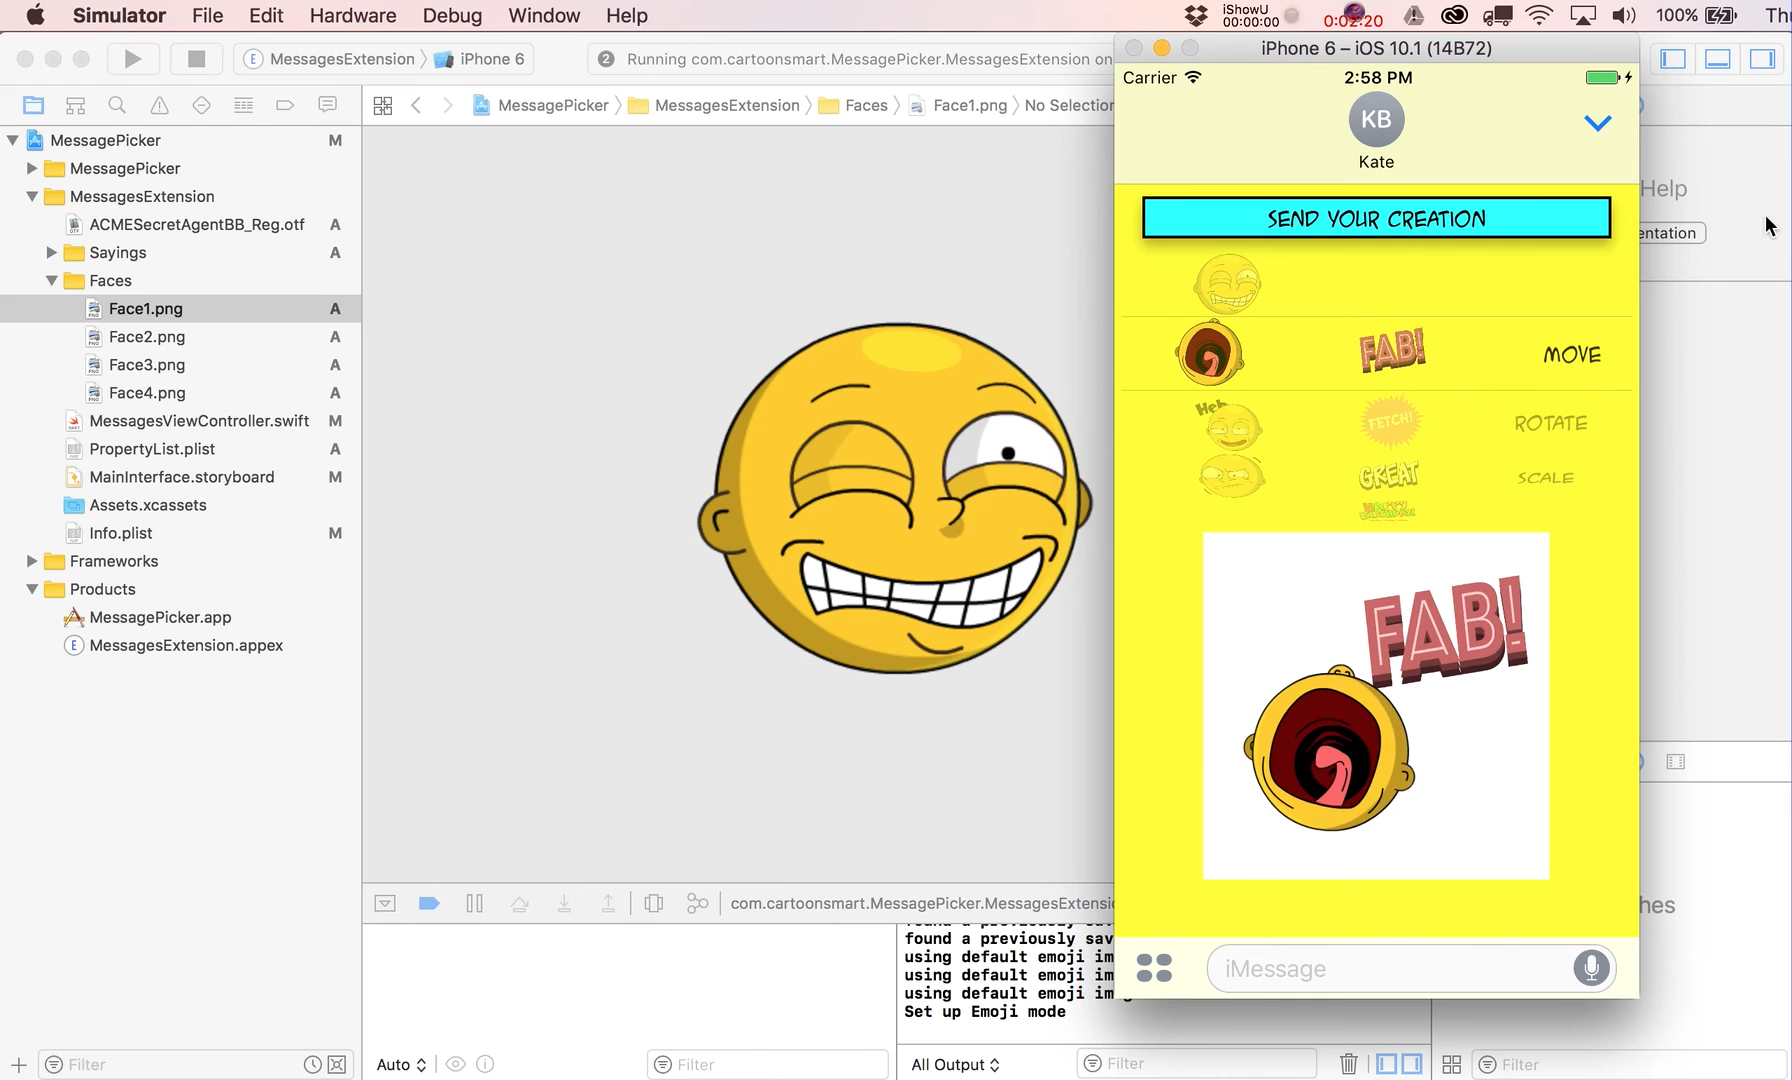 Simulator File Edit Hardware Debug Window Help
iShowU
00:00:00
0:02:20
100%
MessagesExtension iPhone 6
2 Running com.cartoonsmart.MessagePicker.MessagesExtension on
iPhone 6 – iOS 10.1 (14B72)
MessagePicker MessagesExtension Faces Face1.png No Selection
MessagePicker M
MessagePicker
MessagesExtension
ACMESecretAgentBB_Reg.otf A
Sayings A
Faces
Face1.png A
Face2.png A
Face3.png A
Face4.png A
MessagesViewController.swift M
PropertyList.plist A
MainInterface.storyboard M
Assets.xcassets
Info.plist M
Frameworks
Products
MessagePicker.app
E MessagesExtension.appex
Carrier 2:58 PM
KB
Kate
SEND YOUR CREATION
FAB! MOVE
Heh FETCH! ROTATE
GREAT SCALE
FAB!
iMessage
Help
com.cartoonsmart.MessagePicker.MessagesExtensi
found a previously sav
using default emoji im
using default emoji im
using default emoji im
Set up Emoji mode
Filter
Auto
Filter
All Output
Filter
Filter